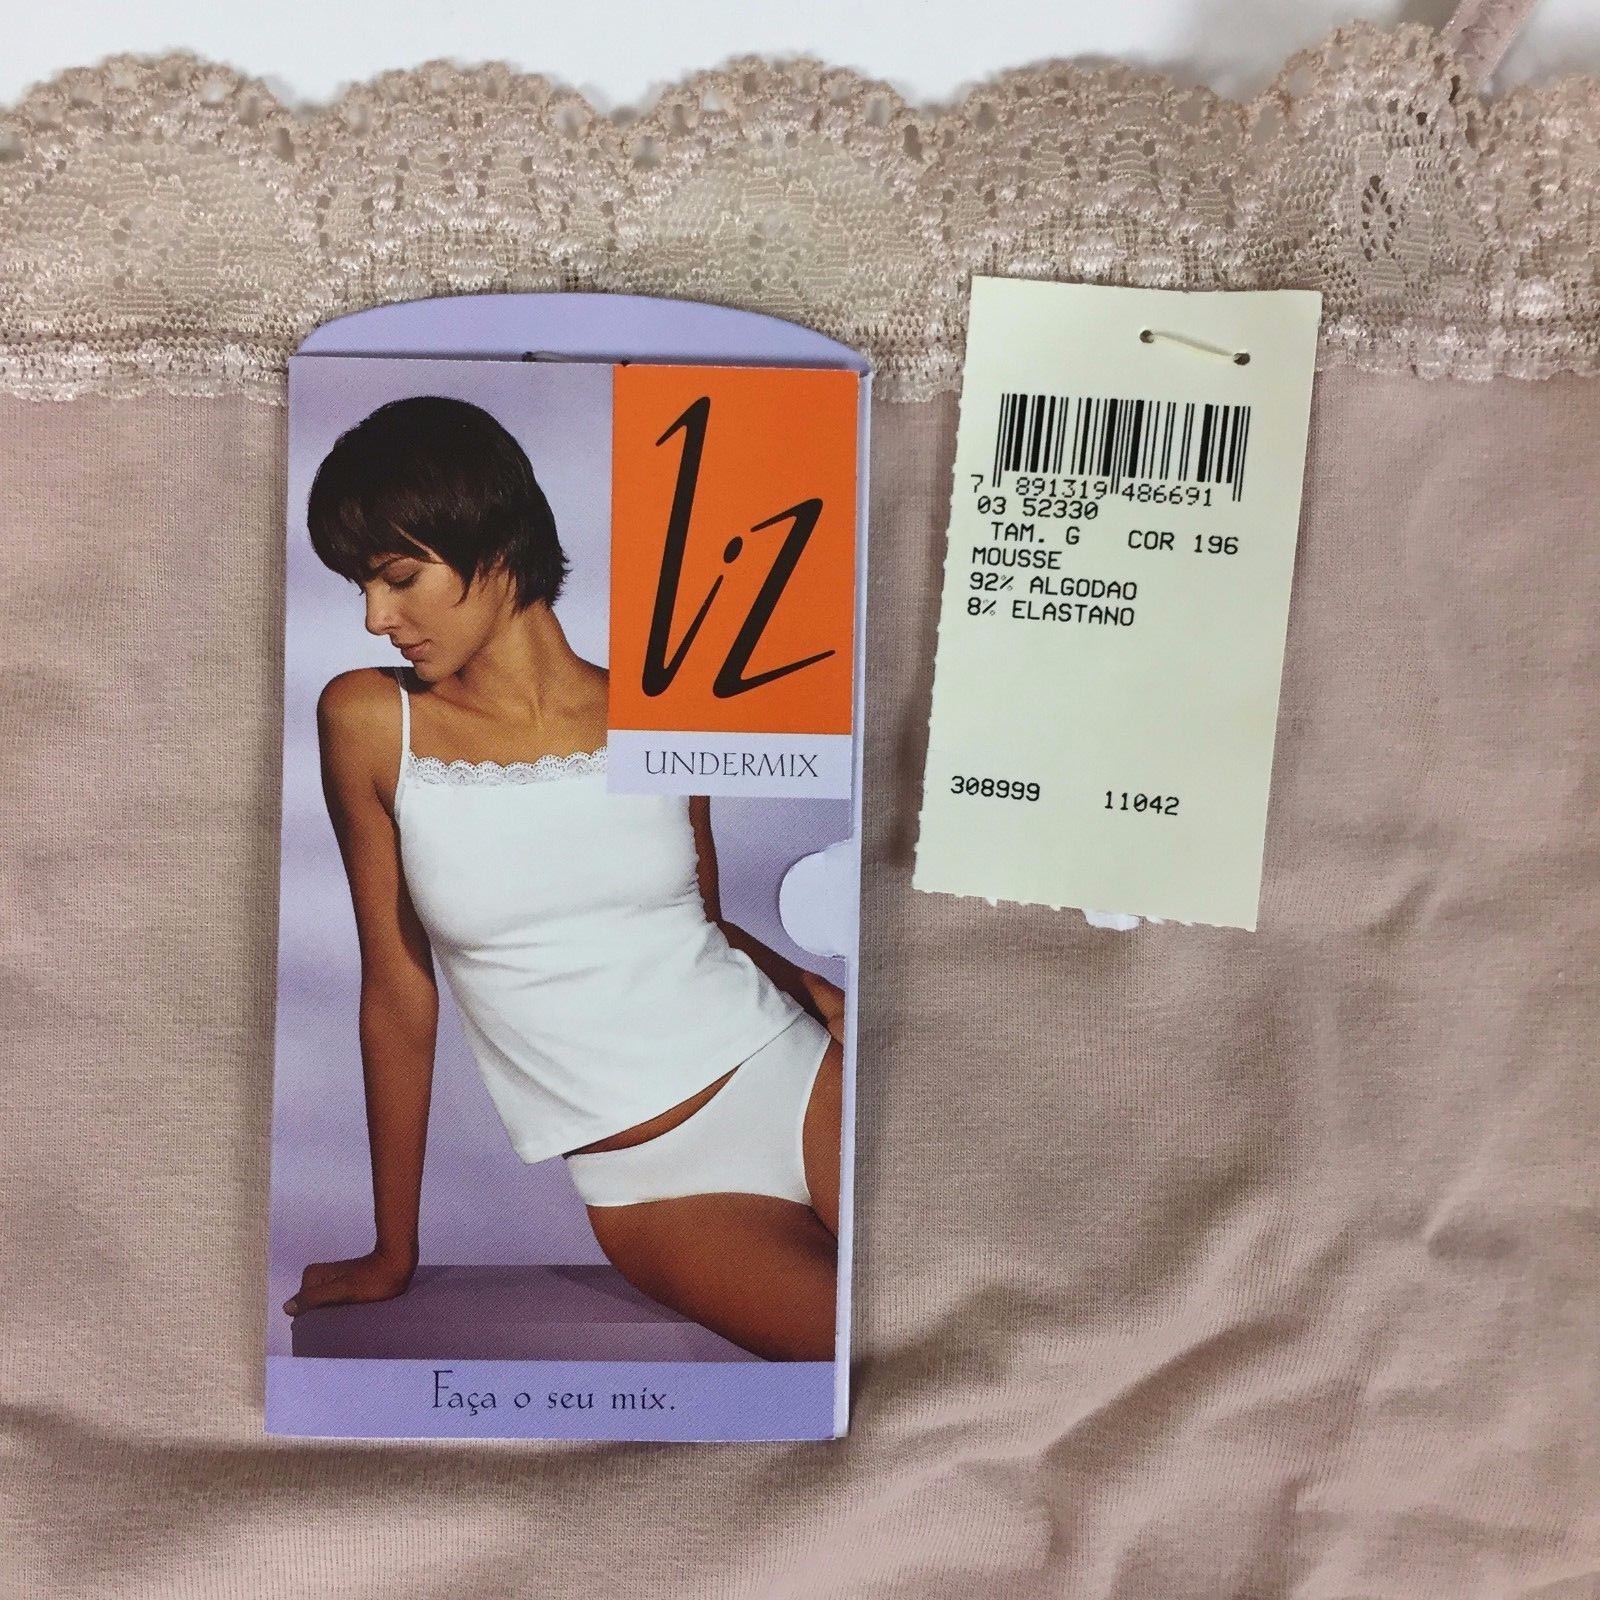 liz
UNDERMIX
Faça o seu mix.
7 891319 486691
03 52330
TAM. G COR 196
MOUSSE
92% ALGODAO
8% ELASTANO
308999 11042